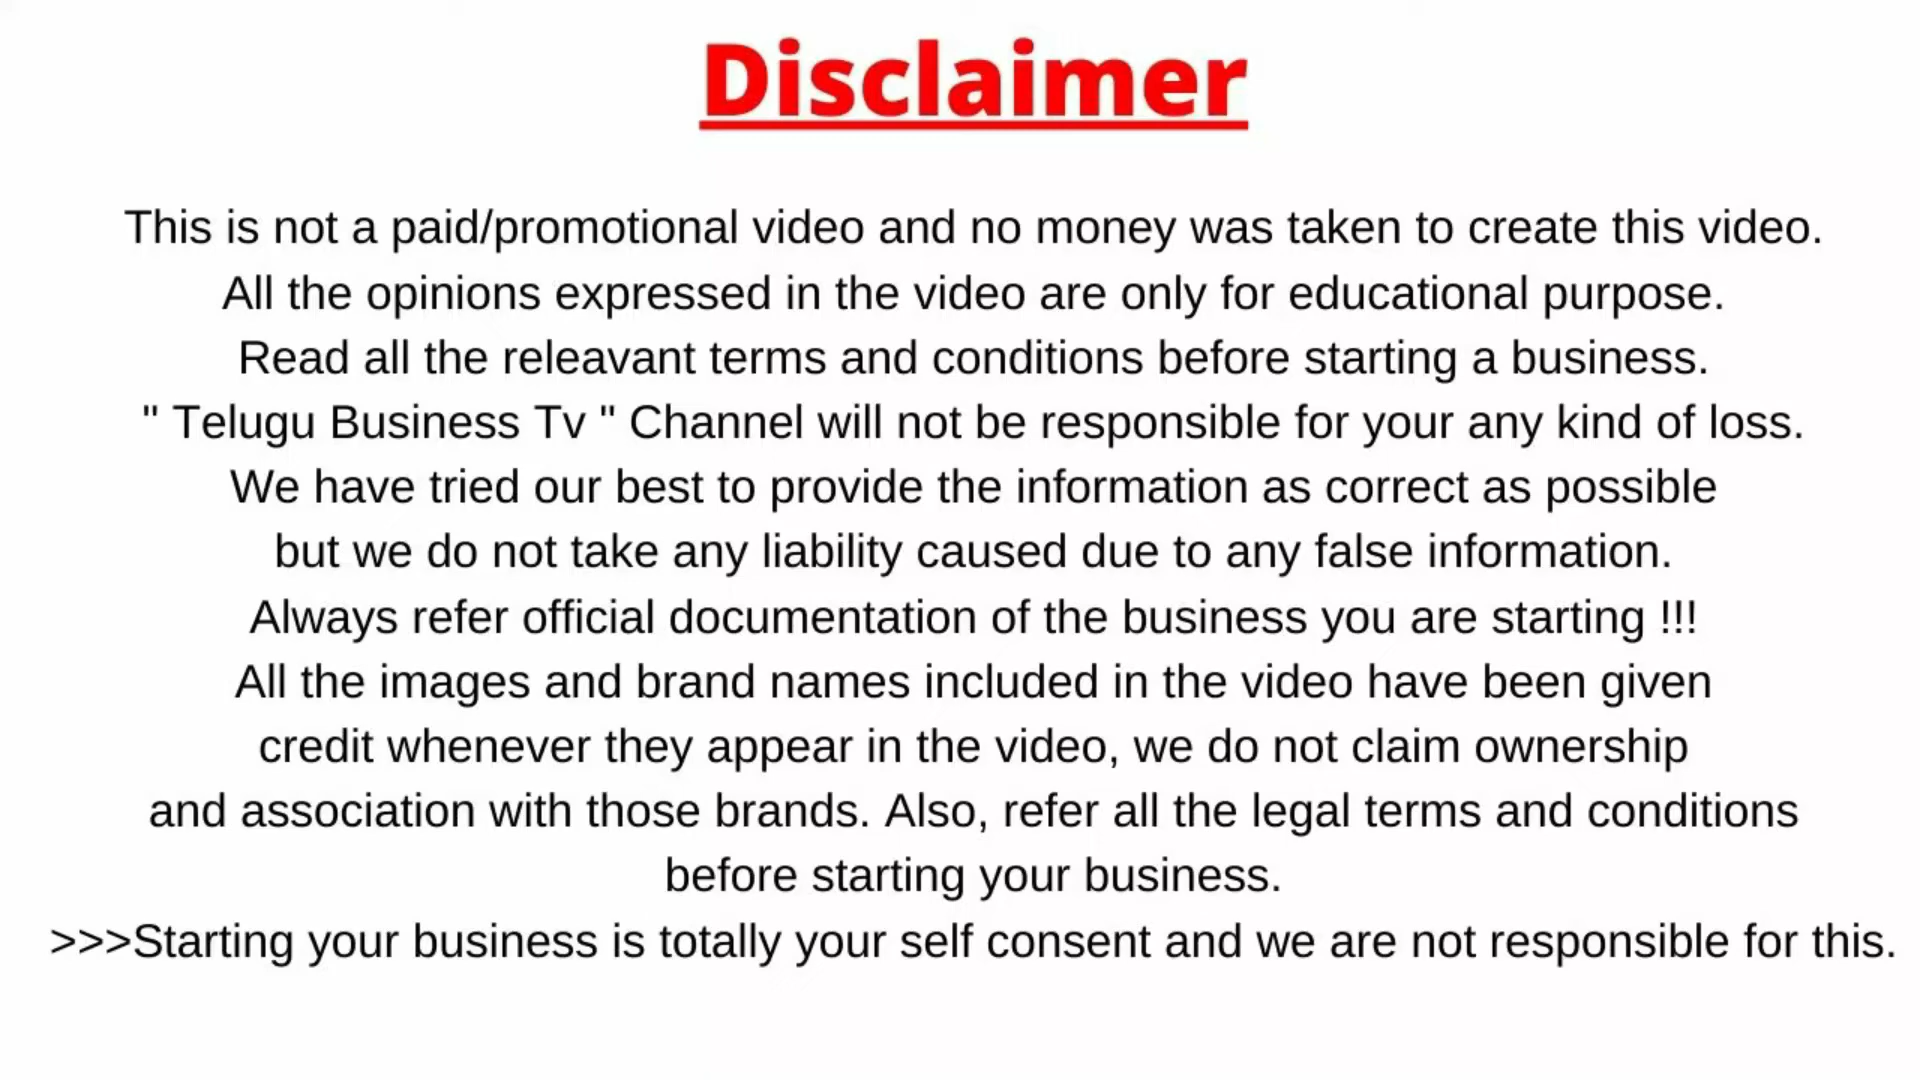 Disclaimer
This is not a paid/promotional video and no money was taken to create this video.
All the opinions expressed in the video are only for educational purpose.
Read all the releavant terms and conditions before starting a business.
" Telugu Business Tv " Channel will not be responsible for your any kind of loss.
We have tried our best to provide the information as correct as possible
but we do not take any liability caused due to any false information.
Always refer official documentation of the business you are starting !!!
All the images and brand names included in the video have been given
credit whenever they appear in the video, we do not claim ownership
and association with those brands. Also, refer all the legal terms and conditions
before starting your business.
>>>Starting your business is totally your self consent and we are not responsible for this.